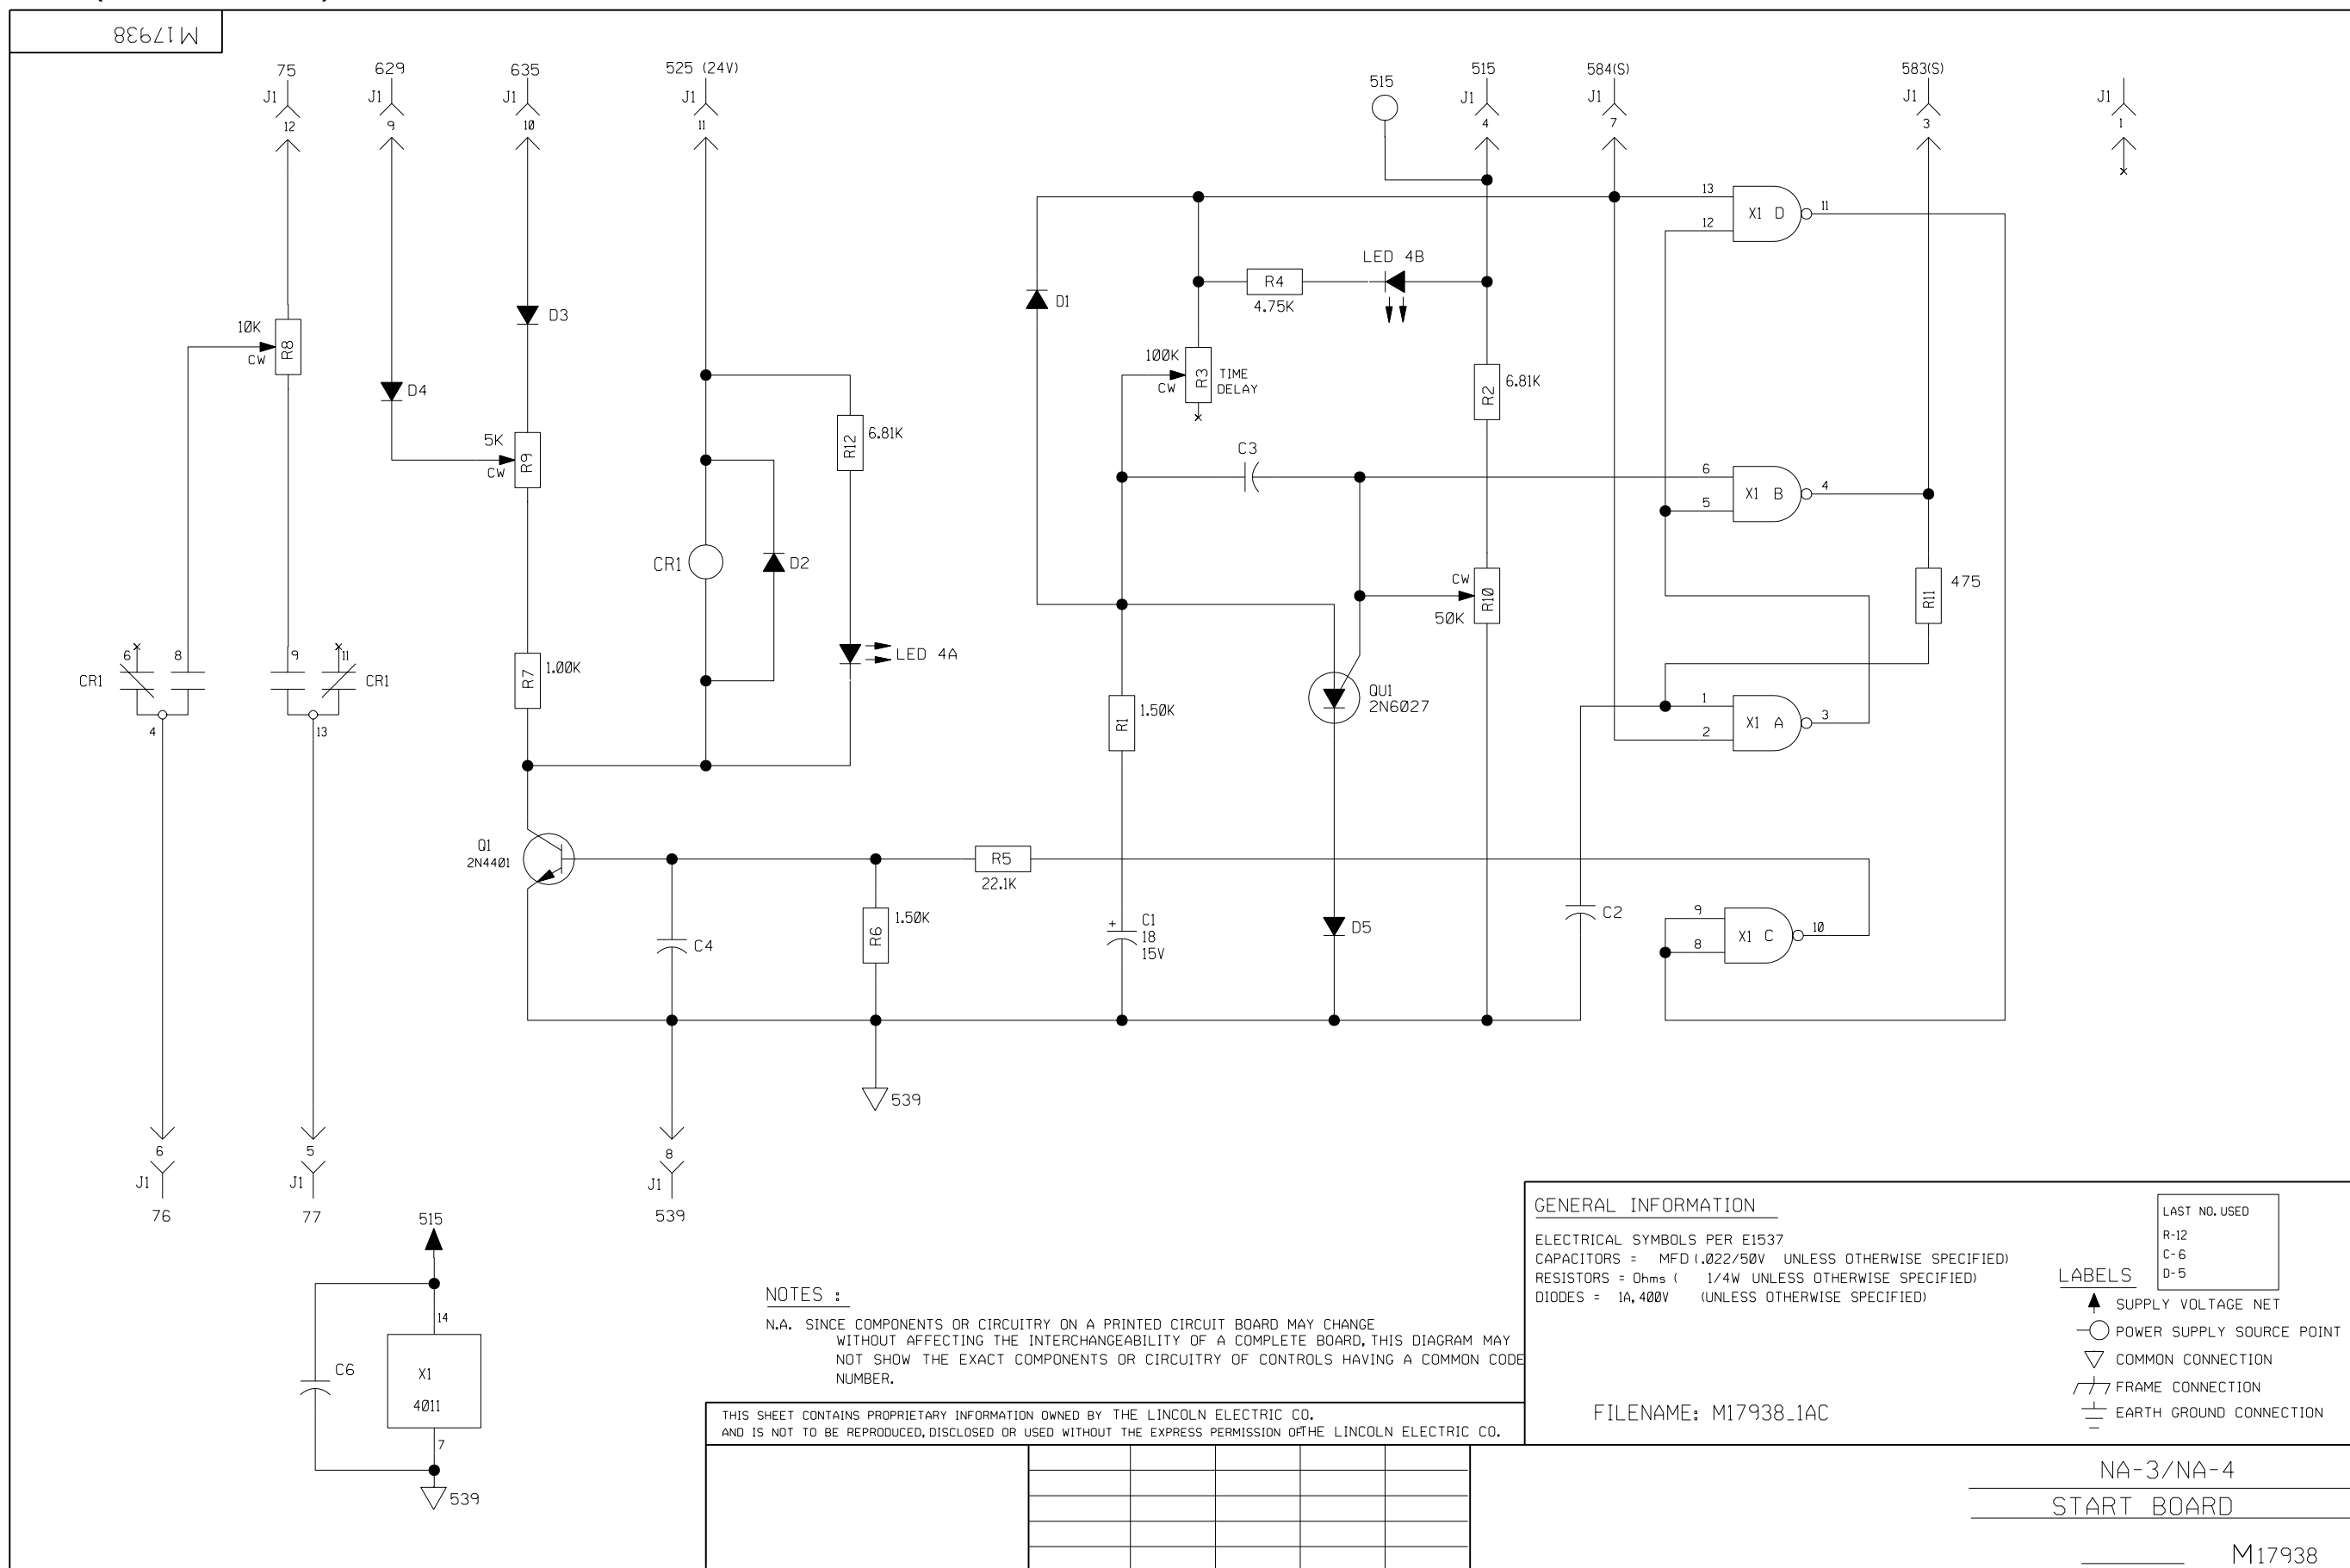 M17938
75
629
635
525 (24V)
515
515
584(S)
583(S)
J1
J1
J1
J1
J1
J1
J1
J1
12
9
10
11
4
7
3
1
13
12
X1 D
11
LED 4B
R4
4.75K
D1
D3
10K
CW
R8
D4
100K
CW
R3
TIME
DELAY
R2
6.81K
5K
CW
R9
R12
6.81K
C3
6
5
X1 B
4
CR1
D2
CW
50K
R10
R11
475
6
8
9
11
CR1
CR1
4
13
R7
1.00K
LED 4A
R1
1.50K
QU1
2N6027
1
2
X1 A
3
Q1
2N4401
R5
22.1K
C4
R6
1.50K
+
C1
18
15V
D5
C2
9
8
X1 C
10
539
6
J1
76
5
J1
77
8
J1
539
515
14
C6
X1
4011
7
539
NOTES :
N.A. SINCE COMPONENTS OR CIRCUITRY ON A PRINTED CIRCUIT BOARD MAY CHANGE
WITHOUT AFFECTING THE INTERCHANGEABILITY OF A COMPLETE BOARD, THIS DIAGRAM MAY
NOT SHOW THE EXACT COMPONENTS OR CIRCUITRY OF CONTROLS HAVING A COMMON CODE
NUMBER.
GENERAL INFORMATION
ELECTRICAL SYMBOLS PER E1537
CAPACITORS = MFD (.022/50V UNLESS OTHERWISE SPECIFIED)
RESISTORS = Ohms ( 1/4W UNLESS OTHERWISE SPECIFIED)
DIODES = 1A, 400V (UNLESS OTHERWISE SPECIFIED)
LAST NO. USED
R-12
C-6
D-5
LABELS
SUPPLY VOLTAGE NET
POWER SUPPLY SOURCE POINT
COMMON CONNECTION
FRAME CONNECTION
EARTH GROUND CONNECTION
FILENAME: M17938_1AC
THIS SHEET CONTAINS PROPRIETARY INFORMATION OWNED BY THE LINCOLN ELECTRIC CO.
AND IS NOT TO BE REPRODUCED, DISCLOSED OR USED WITHOUT THE EXPRESS PERMISSION OF THE LINCOLN ELECTRIC CO.
NA-3/NA-4
START BOARD
M17938